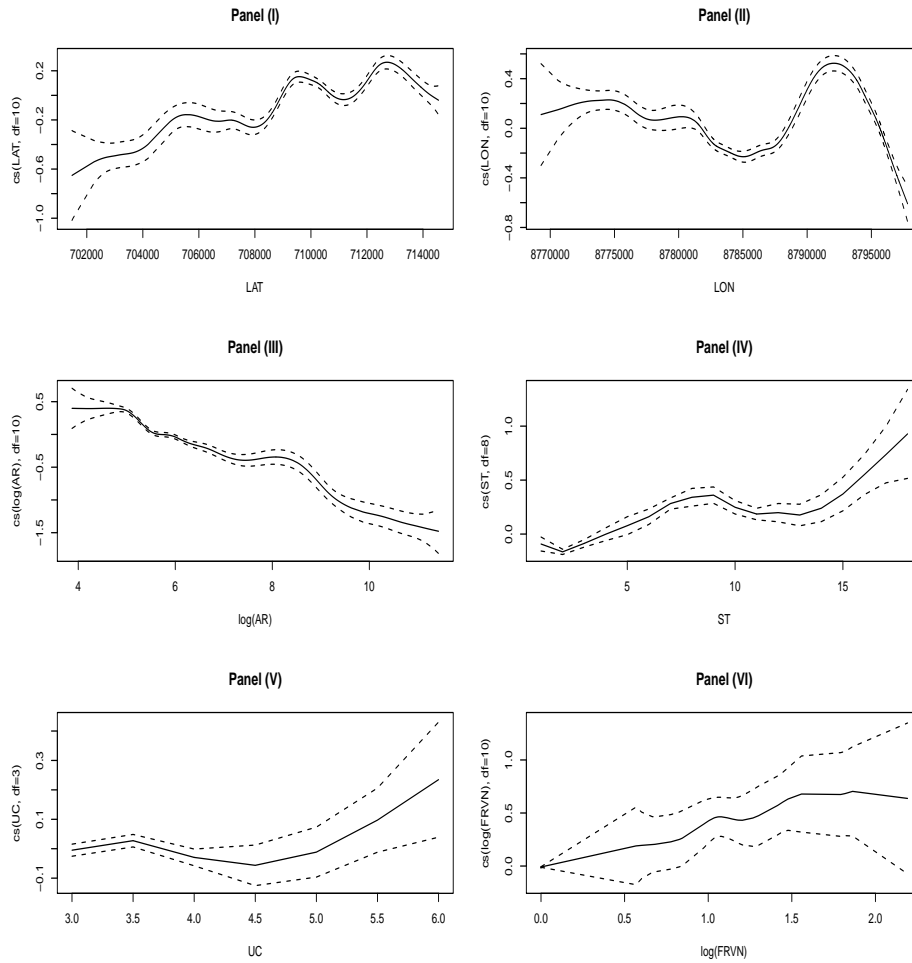 Panel (I)
cs(LAT, df=10)
0.2
−0.2
−0.6
−1.0
702000 704000 706000 708000 710000 712000 714000
LAT
Panel (II)
cs(LON, df=10)
0.4
0.0
−0.4
−0.8
8770000 8775000 8780000 8785000 8790000 8795000
LON
Panel (III)
cs(log(AR), df=10)
0.5
−0.5
−1.5
4 6 8 10
log(AR)
Panel (IV)
cs(ST, df=8)
1.0
0.5
0.0
5 10 15
ST
Panel (V)
cs(UC, df=3)
0.3
0.1
−0.1
3.0 3.5 4.0 4.5 5.0 5.5 6.0
UC
Panel (VI)
cs(log(FRVN), df=10)
1.0
0.5
0.0
0.0 0.5 1.0 1.5 2.0
log(FRVN)